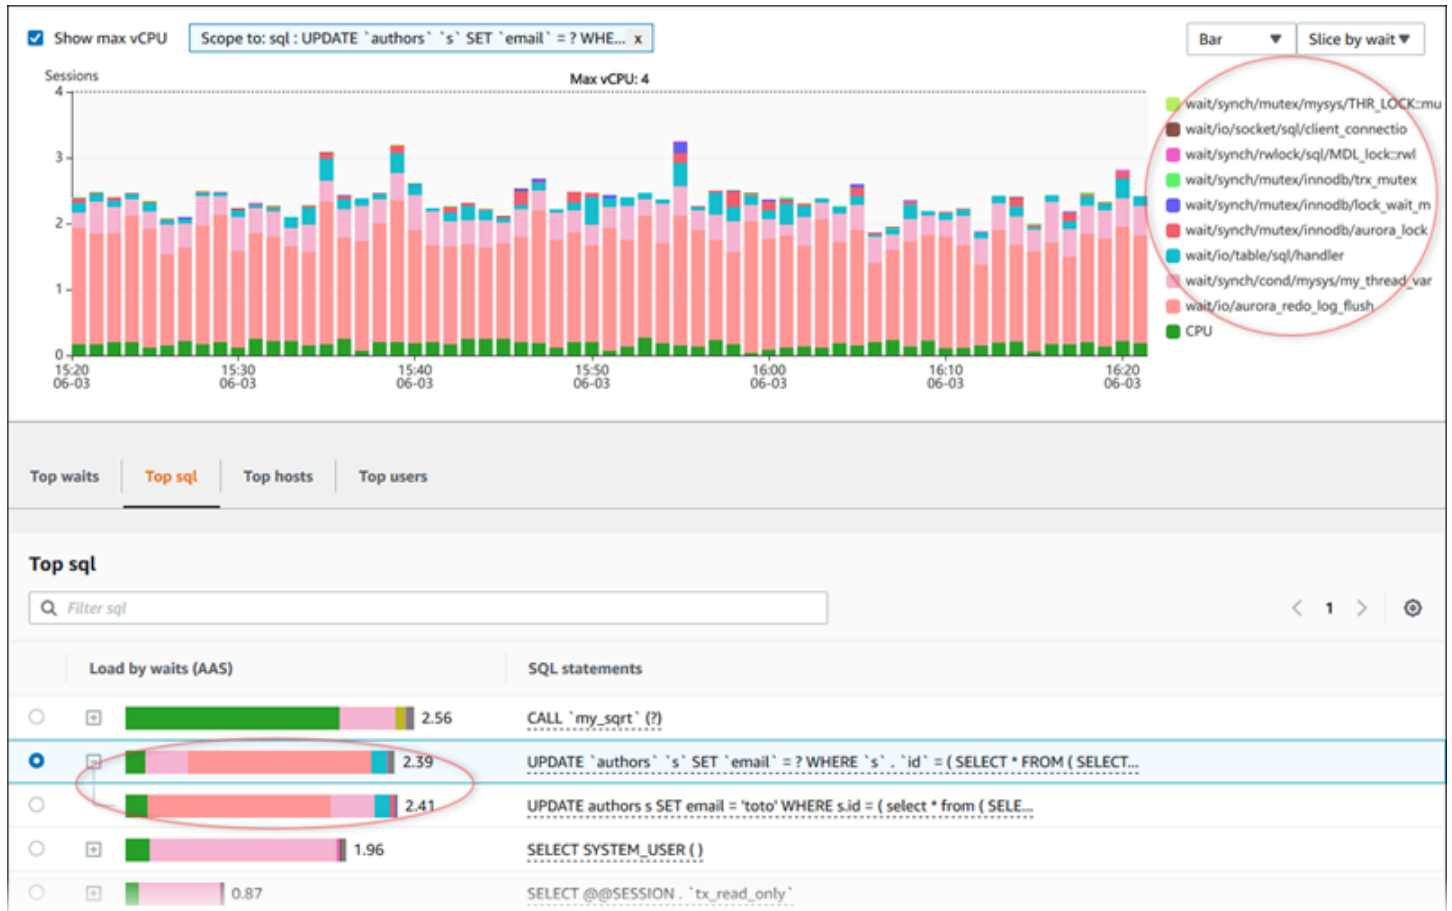 Show max vCPU
Scope to: sql : UPDATE `authors` `s` SET `email` = ? WHE... x
Bar
Slice by wait
Sessions
Max vCPU: 4
4
3
2
1
0
15:20
06-03
15:30
06-03
15:40
06-03
15:50
06-03
16:00
06-03
16:10
06-03
16:20
06-03
wait/synch/mutex/mysys/THR_LOCK::mu
wait/io/socket/sql/client_connectio
wait/synch/rwlock/sql/MDL_lock::rwl
wait/synch/mutex/innodb/trx_mutex
wait/synch/mutex/innodb/lock_wait_m
wait/synch/mutex/innodb/aurora_lock
wait/io/table/sql/handler
wait/synch/cond/mysys/my_thread_var
wait/io/aurora_redo_log_flush
CPU
Top waits
Top sql
Top hosts
Top users
Top sql
Filter sql
1
Load by waits (AAS)
SQL statements
2.56
CALL `my_sqrt` (?)
2.39
UPDATE `authors` `s` SET `email` = ? WHERE `s` . `id` = ( SELECT * FROM ( SELECT...
2.41
UPDATE authors s SET email = 'toto' WHERE s.id = ( select * from ( SELE...
1.96
SELECT SYSTEM_USER ( )
0.87
SELECT @@SESSION . `tx_read_only`